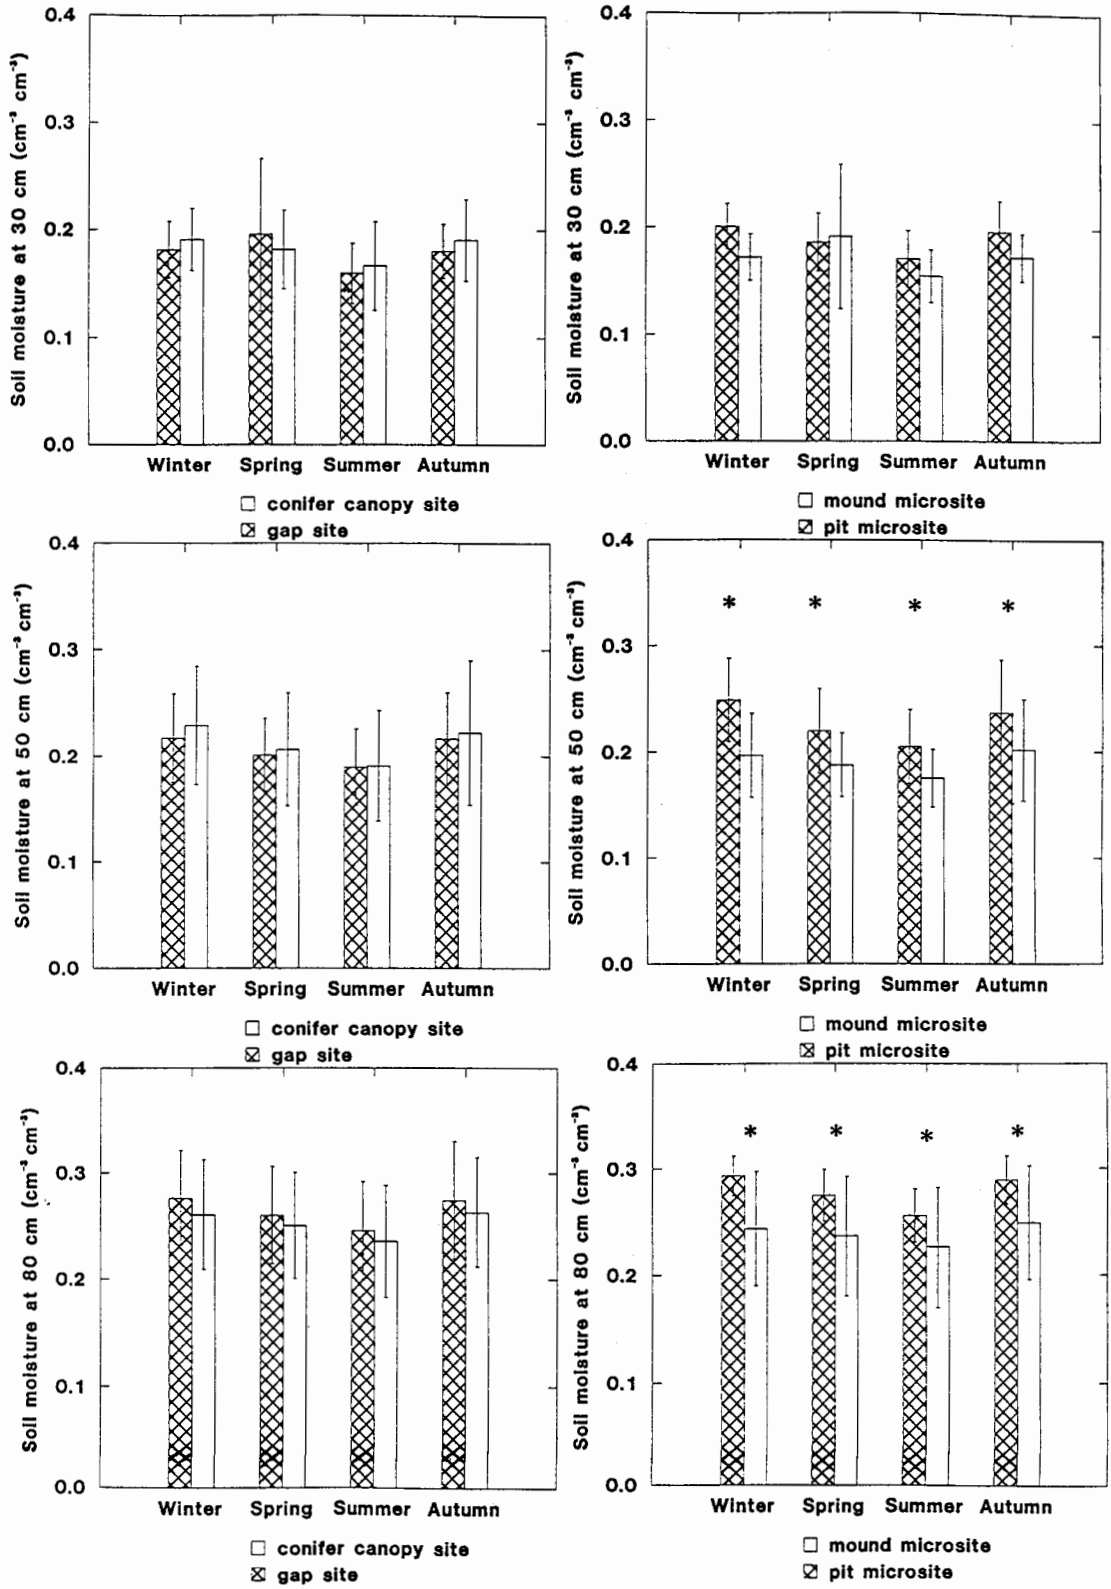 Soil moisture at 30 cm (cm⁻³ cm⁻³)
0.4
0.3
0.2
0.1
0.0
Winter Spring Summer Autumn
conifer canopy site
gap site
Soil moisture at 30 cm (cm⁻³ cm⁻³)
0.4
0.3
0.2
0.1
0.0
Winter Spring Summer Autumn
mound microsite
pit microsite
Soil moisture at 50 cm (cm⁻³ cm⁻³)
0.4
0.3
0.2
0.1
0.0
Winter Spring Summer Autumn
conifer canopy site
gap site
Soil moisture at 50 cm (cm⁻³ cm⁻³)
0.4
0.3
0.2
0.1
0.0
* * * *
Winter Spring Summer Autumn
mound microsite
pit microsite
Soil moisture at 80 cm (cm⁻³ cm⁻³)
0.4
0.3
0.2
0.1
0.0
Winter Spring Summer Autumn
conifer canopy site
gap site
Soil moisture at 80 cm (cm⁻³ cm⁻³)
0.4
0.3
0.2
0.1
0.0
* * * *
Winter Spring Summer Autumn
mound microsite
pit microsite